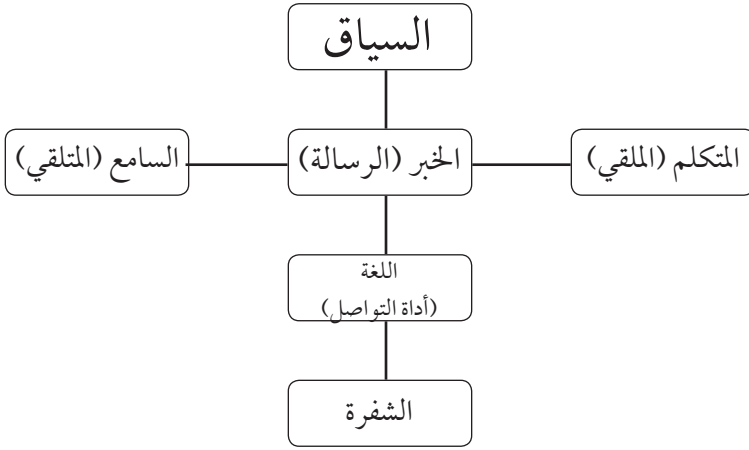 السياق
المتكلم (الملقي)
الخبر (الرسالة)
السامع (المتلقي)
اللغة
(أداة التواصل)
الشفرة